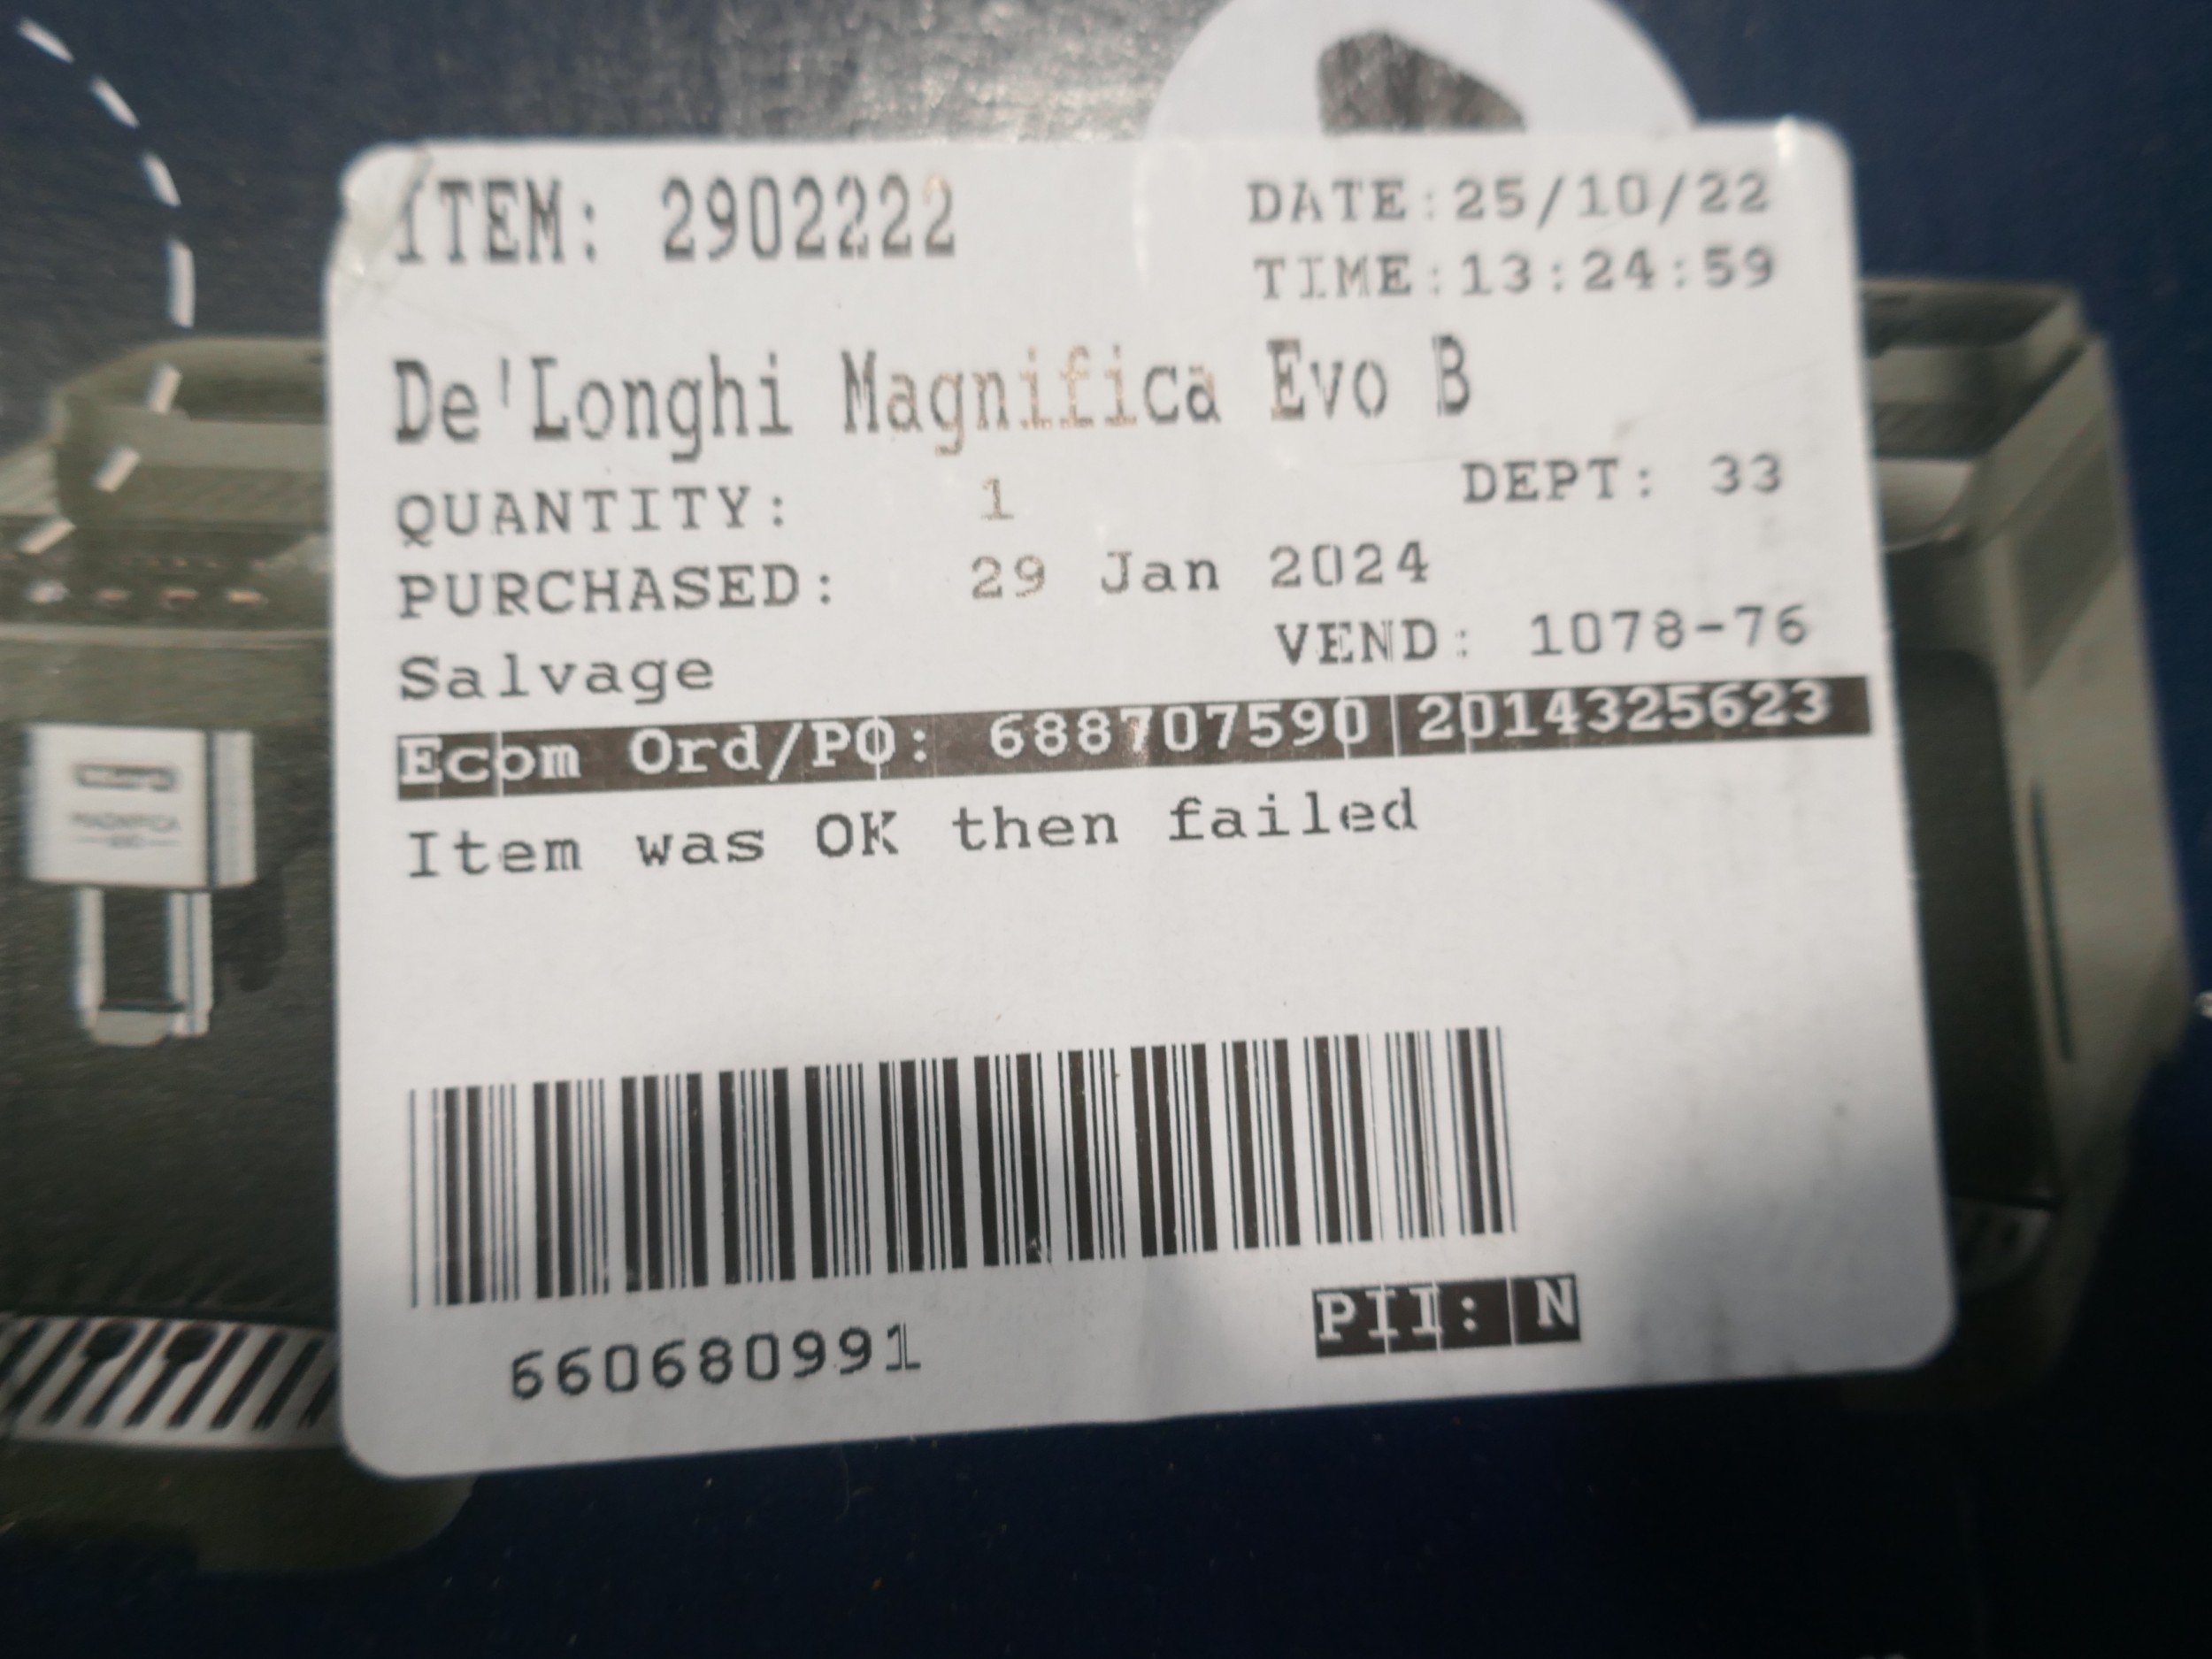 ITEM: 2902222
DATE:25/10/22
TIME:13:24:59
De'Longhi Magnifica Evo B
QUANTITY: 1
DEPT: 33
PURCHASED: 29 Jan 2024
Salvage
VEND: 1078-76
Ecom Ord/PO: 688707590 2014325623
Item was OK then failed
660680991
PII: N